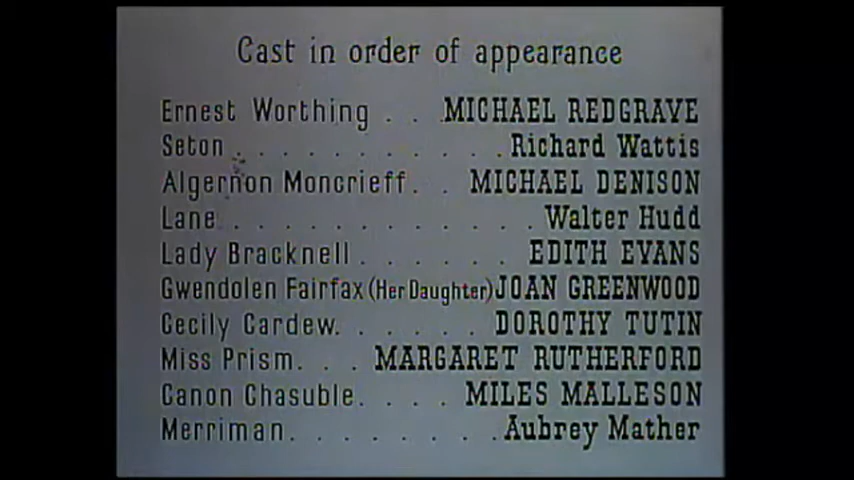 Cast in order of appearance
Ernest Worthing . . . MICHAEL REDGRAVE
Seton . . . . . . . . . . . . Richard Wattis
Algernon Moncrieff. . . MICHAEL DENISON
Lane. . . . . . . . . . . . . . Walter Hudd
Lady Bracknell . . . . . . EDITH EVANS
Gwendolen Fairfax (Her Daughter) JOAN GREENWOOD
Cecily Cardew. . . . . . DOROTHY TUTIN
Miss Prism. . . MARGARET RUTHERFORD
Canon Chasuble. . . . MILES MALLESON
Merriman. . . . . . . . . Aubrey Mather